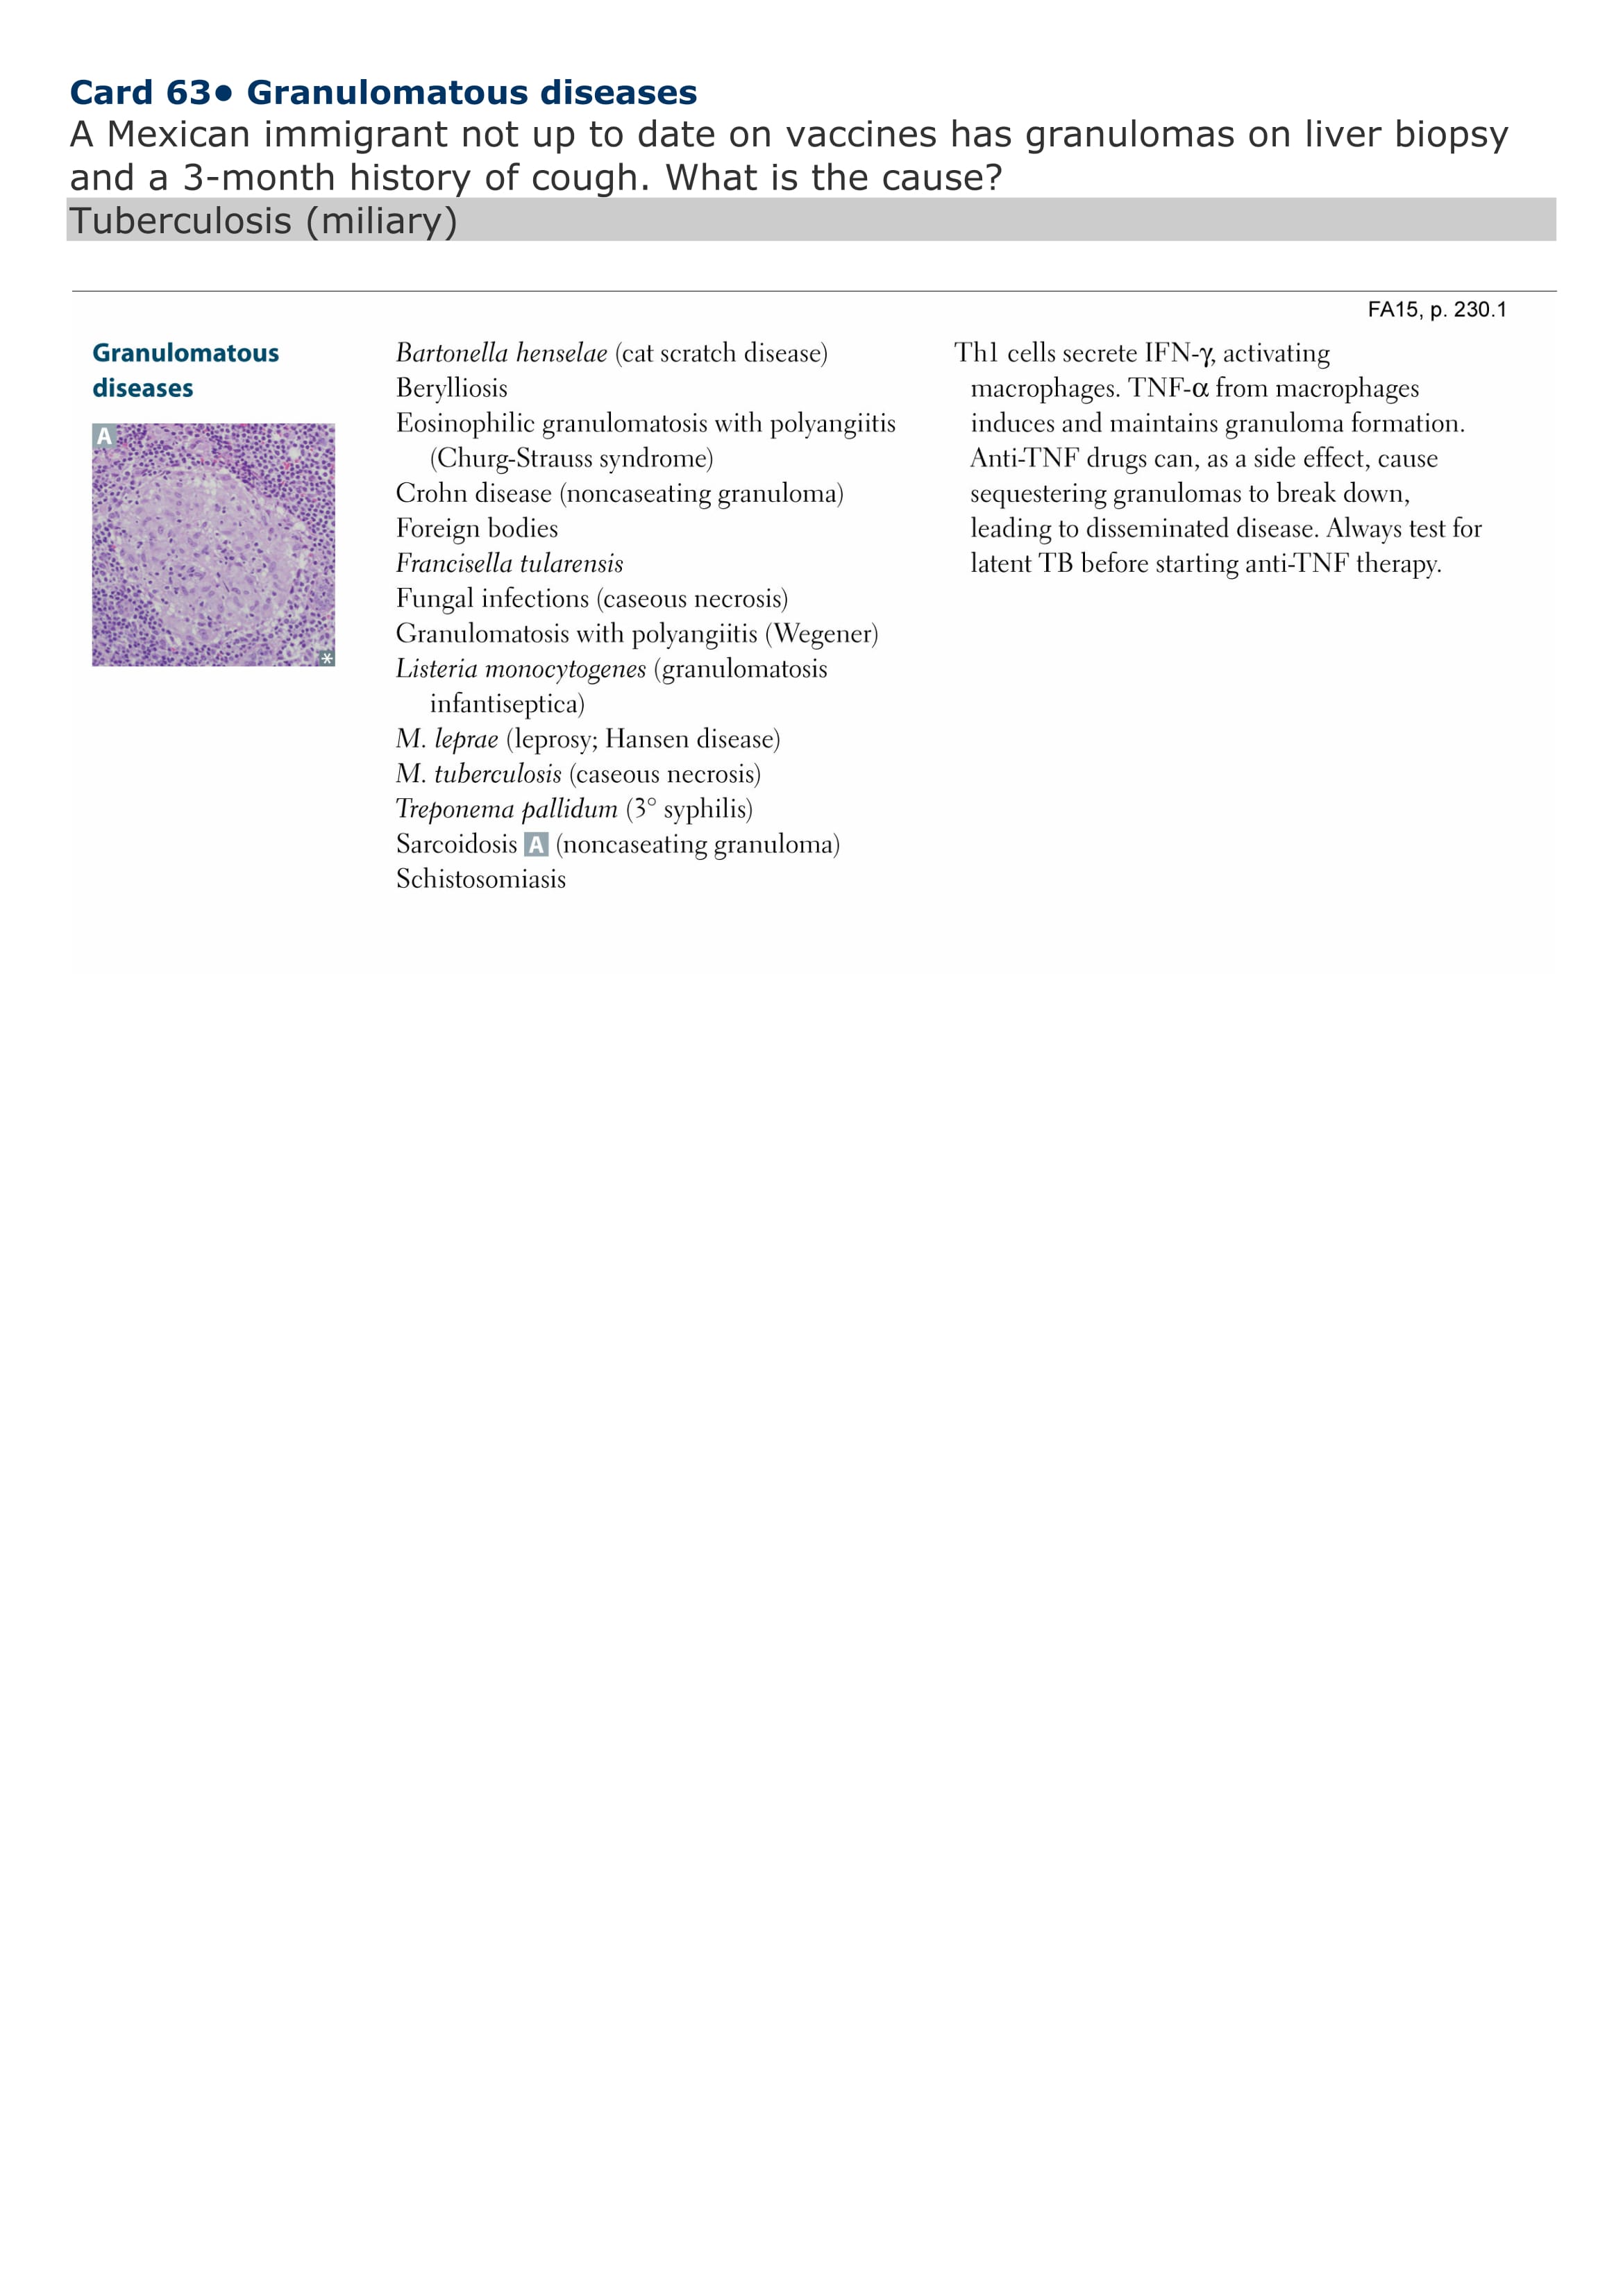 Card 63● Granulomatous diseases
A Mexican immigrant not up to date on vaccines has granulomas on liver biopsy
and a 3-month history of cough. What is the cause?
Tuberculosis (miliary)
FA15, p. 230.1
Granulomatous
diseases
A
*
Bartonella henselae (cat scratch disease)
Berylliosis
Eosinophilic granulomatosis with polyangiitis
(Churg-Strauss syndrome)
Crohn disease (noncaseating granuloma)
Foreign bodies
Francisella tularensis
Fungal infections (caseous necrosis)
Granulomatosis with polyangiitis (Wegener)
Listeria monocytogenes (granulomatosis
infantiseptica)
M. leprae (leprosy; Hansen disease)
M. tuberculosis (caseous necrosis)
Treponema pallidum (3° syphilis)
Sarcoidosis A (noncaseating granuloma)
Schistosomiasis
Th1 cells secrete IFN-γ, activating
macrophages. TNF-α from macrophages
induces and maintains granuloma formation.
Anti-TNF drugs can, as a side effect, cause
sequestering granulomas to break down,
leading to disseminated disease. Always test for
latent TB before starting anti-TNF therapy.